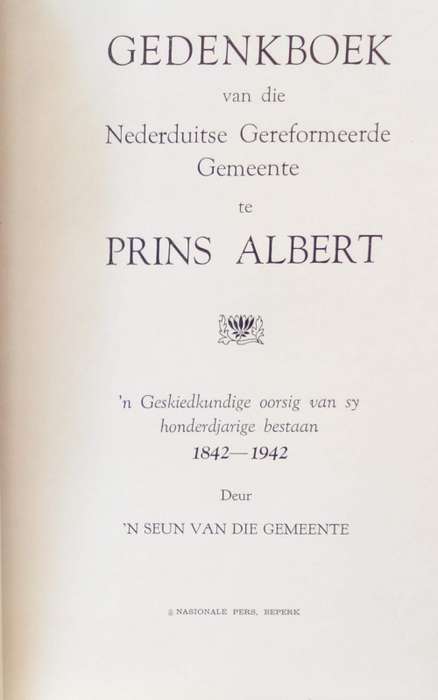 GEDENKBOEK
van die
Nederduitse Gereformeerde
Gemeente
te
PRINS ALBERT
'n Geskiedkundige oorsig van sy
honderdjarige bestaan
1842—1942
Deur
'N SEUN VAN DIE GEMEENTE
NASIONALE PERS, BEPERK